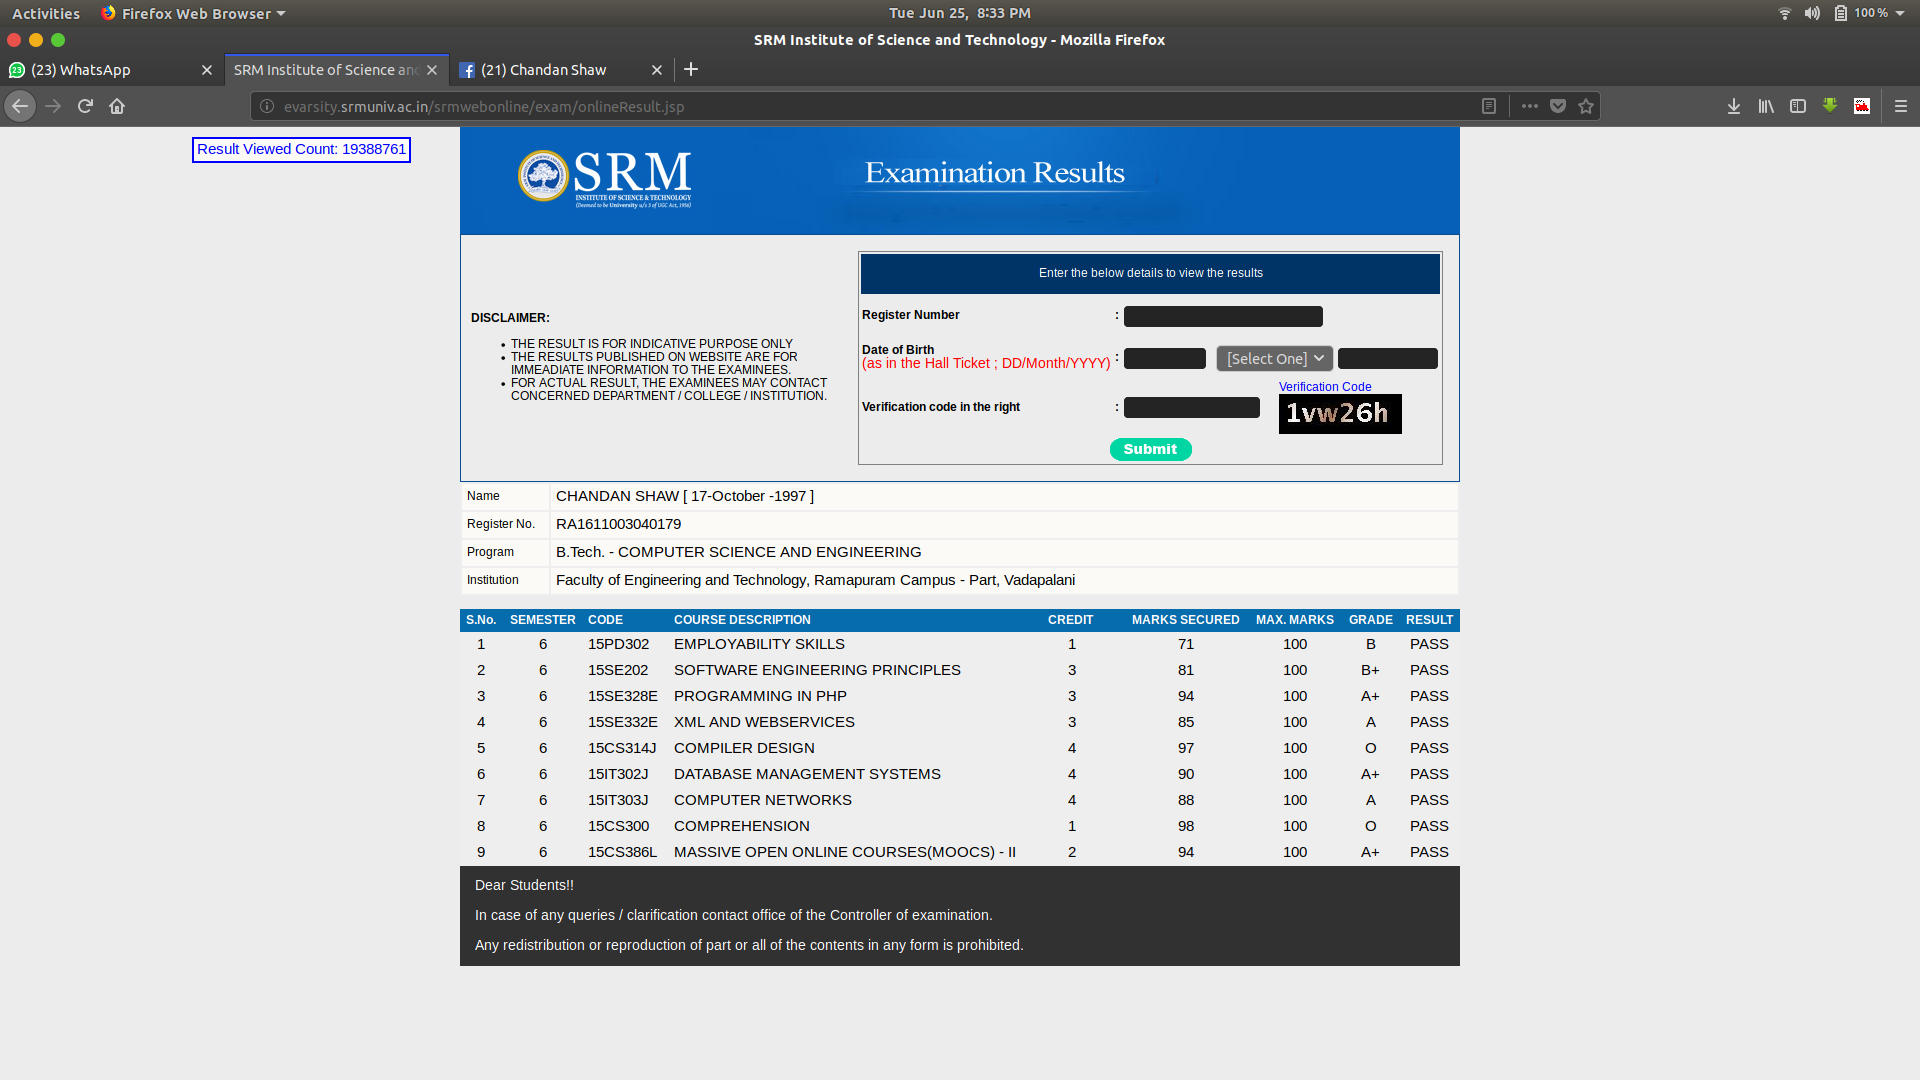 Activities Firefox Web Browser Tue Jun 25, 8:33 PM 100 %
SRM Institute of Science and Technology - Mozilla Firefox
(23) WhatsApp SRM Institute of Science and (21) Chandan Shaw
evarsity.srmuniv.ac.in/srmwebonline/exam/onlineResult.jsp
Result Viewed Count: 19388761
SRM
INSTITUTE OF SCIENCE & TECHNOLOGY
(Deemed to be University u/s 3 of UGC Act, 1956)
Examination Results
Enter the below details to view the results
DISCLAIMER:
THE RESULT IS FOR INDICATIVE PURPOSE ONLY
THE RESULTS PUBLISHED ON WEBSITE ARE FOR
IMMEADIATE INFORMATION TO THE EXAMINEES.
FOR ACTUAL RESULT, THE EXAMINEES MAY CONTACT
CONCERNED DEPARTMENT / COLLEGE / INSTITUTION.
Register Number :
Date of Birth
(as in the Hall Ticket ; DD/Month/YYYY) : [Select One]
Verification Code
Verification code in the right : 1vw26h
Submit
Name CHANDAN SHAW [ 17-October -1997 ]
Register No. RA1611003040179
Program B.Tech. - COMPUTER SCIENCE AND ENGINEERING
Institution Faculty of Engineering and Technology, Ramapuram Campus - Part, Vadapalani
S.No. SEMESTER CODE COURSE DESCRIPTION CREDIT MARKS SECURED MAX. MARKS GRADE RESULT
1 6 15PD302 EMPLOYABILITY SKILLS 1 71 100 B PASS
2 6 15SE202 SOFTWARE ENGINEERING PRINCIPLES 3 81 100 B+ PASS
3 6 15SE328E PROGRAMMING IN PHP 3 94 100 A+ PASS
4 6 15SE332E XML AND WEBSERVICES 3 85 100 A PASS
5 6 15CS314J COMPILER DESIGN 4 97 100 O PASS
6 6 15IT302J DATABASE MANAGEMENT SYSTEMS 4 90 100 A+ PASS
7 6 15IT303J COMPUTER NETWORKS 4 88 100 A PASS
8 6 15CS300 COMPREHENSION 1 98 100 O PASS
9 6 15CS386L MASSIVE OPEN ONLINE COURSES(MOOCS) - II 2 94 100 A+ PASS
Dear Students!!
In case of any queries / clarification contact office of the Controller of examination.
Any redistribution or reproduction of part or all of the contents in any form is prohibited.